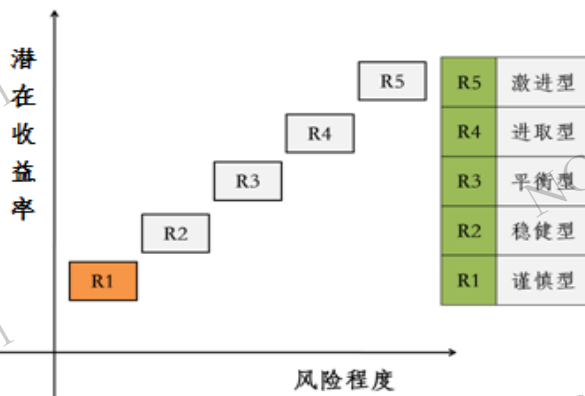 潜在收益率
R5
R4
R3
R2
R1
风险程度
R5 激进型
R4 进取型
R3 平衡型
R2 稳健型
R1 谨慎型